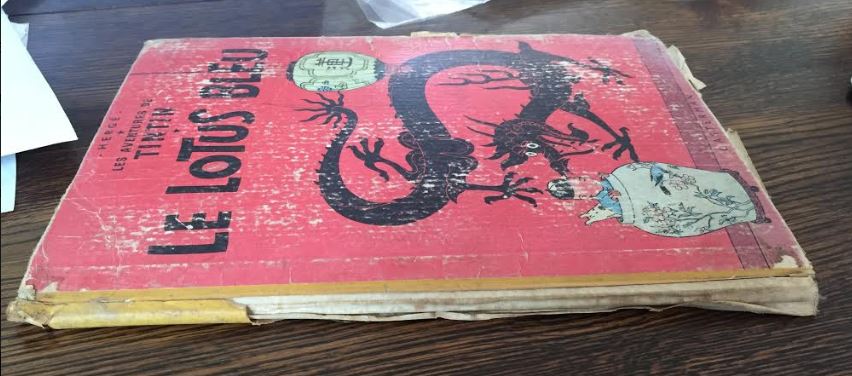 - HERGÉ -
LES AVENTURES DE
TINTIN
LE LOTUS BLEU